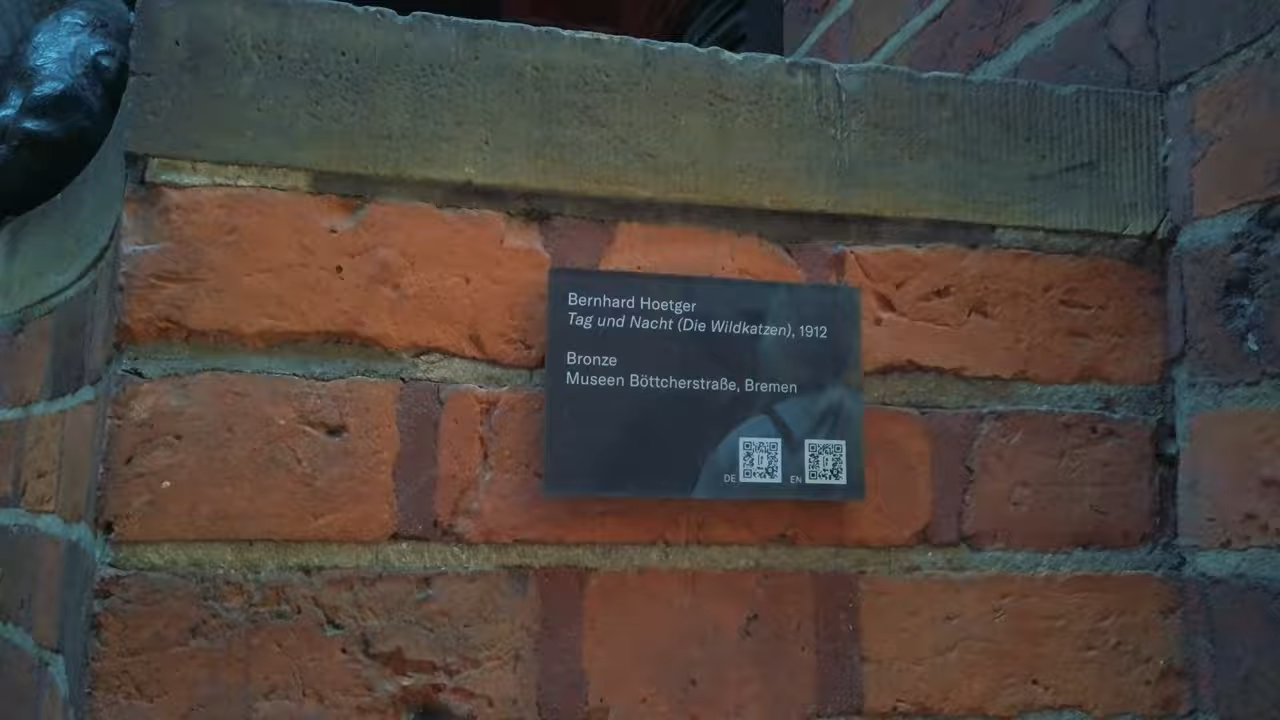 Bernhard Hoetger
Tag und Nacht (Die Wildkatzen), 1912
Bronze
Museen Böttcherstraße, Bremen
DE
EN